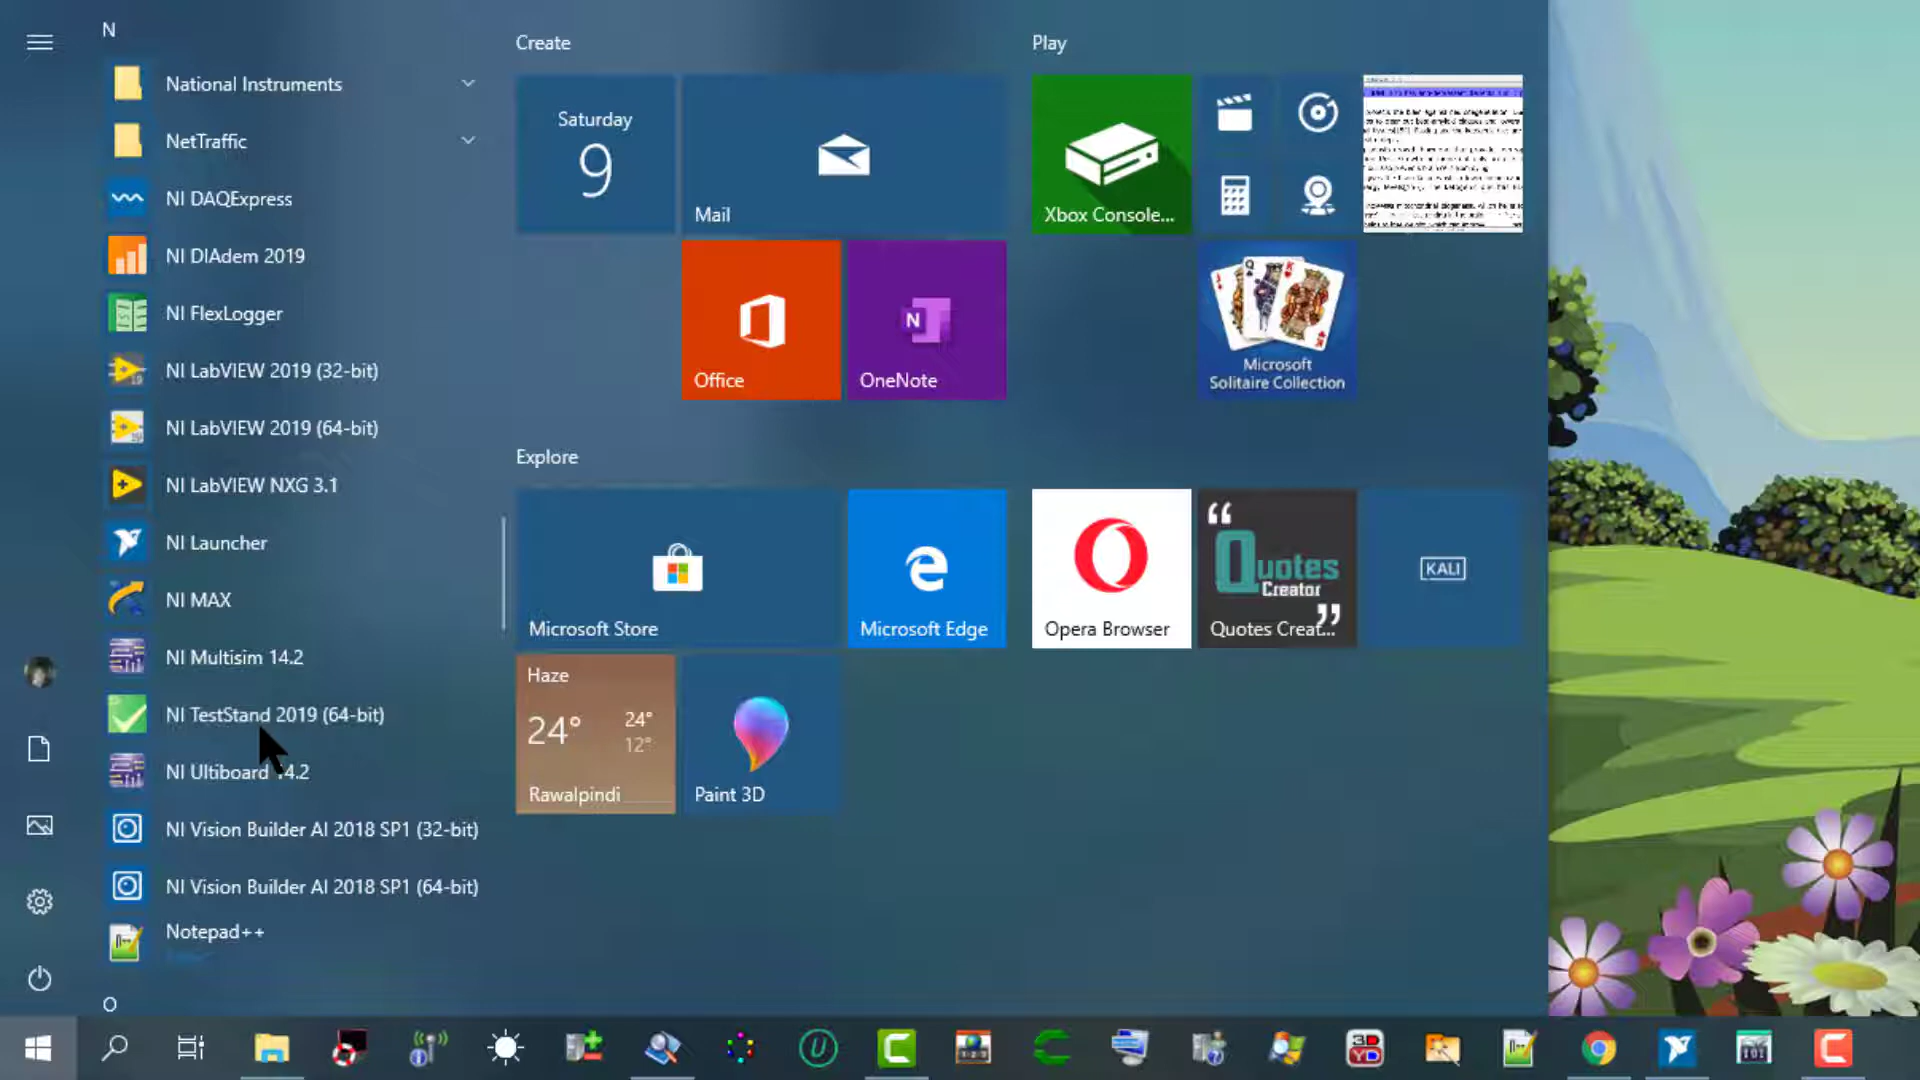 N
National Instruments
NetTraffic
NI DAQExpress
NI DIAdem 2019
NI FlexLogger
NI LabVIEW 2019 (32-bit)
NI LabVIEW 2019 (64-bit)
NI LabVIEW NXG 3.1
NI Launcher
NI MAX
NI Multisim 14.2
NI TestStand 2019 (64-bit)
NI Ultiboard 14.2
NI Vision Builder AI 2018 SP1 (32-bit)
NI Vision Builder AI 2018 SP1 (64-bit)
Notepad++
O
Create
Saturday
9
Mail
Office
N
OneNote
Play
Xbox Console...
Microsoft
Solitaire Collection
Explore
Microsoft Store
Microsoft Edge
Opera Browser
“
Quotes
Creator
”
Quotes Creat...
KALI
Haze
24°
24°
12°
Rawalpindi
Paint 3D